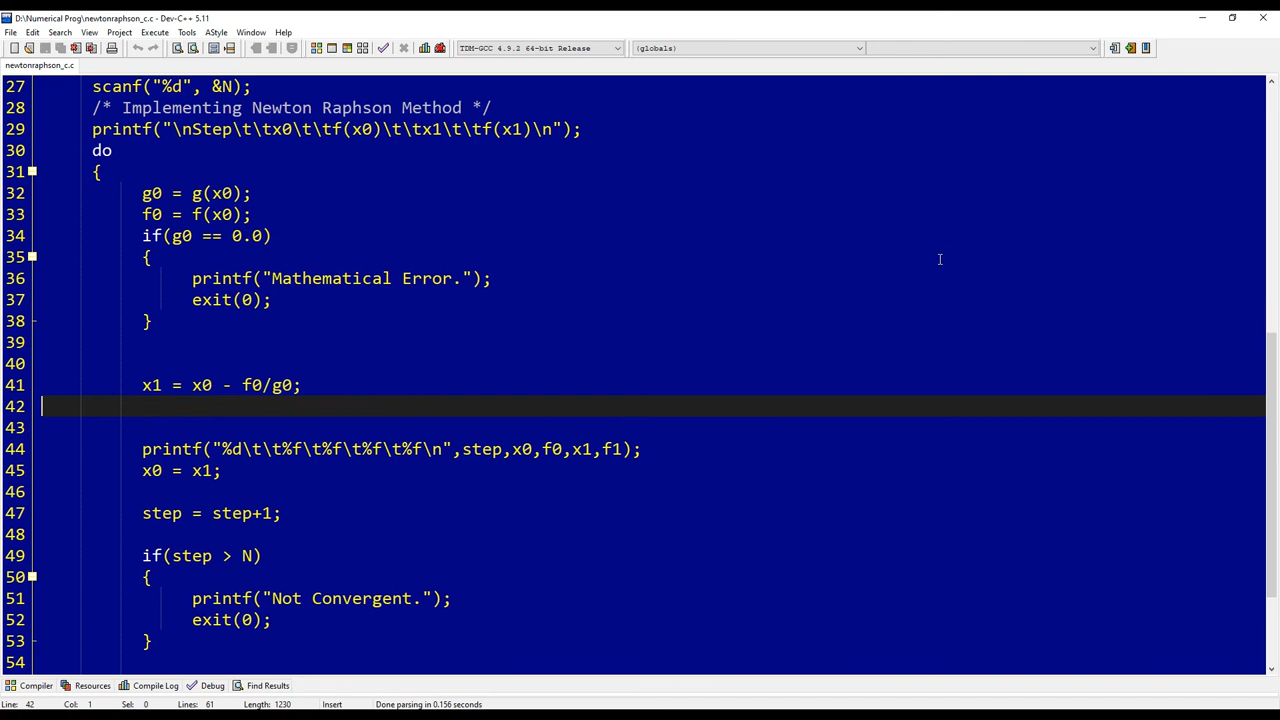 D:\Numerical Prog\newtonraphson_c.c - Dev-C++ 5.11
File Edit Search View Project Execute Tools AStyle Window Help
TDM-GCC 4.9.2 64-bit Release (globals)
newtonraphson_c.c
27 scanf("%d", &N);
28 /* Implementing Newton Raphson Method */
29 printf("\nStep\t\tx0\t\tf(x0)\t\tx1\t\tf(x1)\n");
30 do
31 {
32 g0 = g(x0);
33 f0 = f(x0);
34 if(g0 == 0.0)
35 {
36 printf("Mathematical Error.");
37 exit(0);
38 }
39
40
41 x1 = x0 - f0/g0;
42
43
44 printf("%d\t\t%f\t%f\t%f\t%f\n",step,x0,f0,x1,f1);
45 x0 = x1;
46
47 step = step+1;
48
49 if(step > N)
50 {
51 printf("Not Convergent.");
52 exit(0);
53 }
54
Compiler Resources Compile Log Debug Find Results
Line: 42 Col: 1 Sel: 0 Lines: 61 Length: 1230 Insert Done parsing in 0.156 seconds